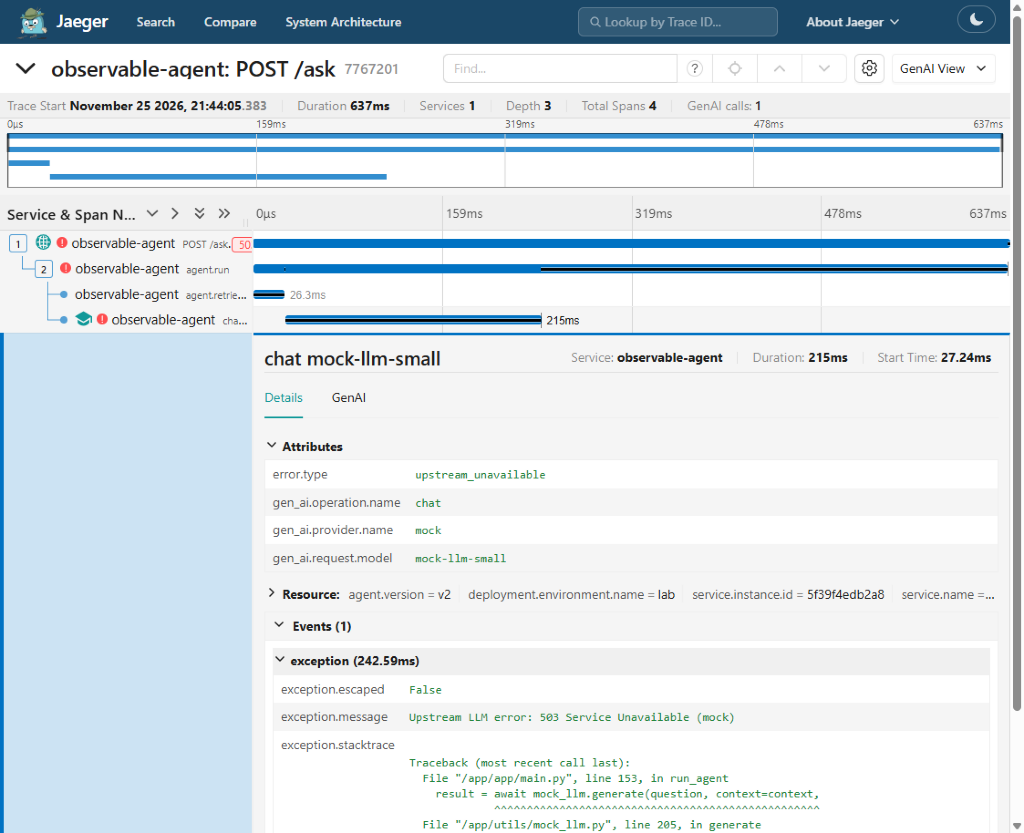 Jaeger Search Compare System Architecture Lookup by Trace ID... About Jaeger
observable-agent: POST /ask 7767201 Find... ? GenAI View
Trace Start November 25 2026, 21:44:05.383 Duration 637ms Services 1 Depth 3 Total Spans 4 GenAI calls: 1
0μs 159ms 319ms 478ms 637ms
Service & Span N... 0μs 159ms 319ms 478ms 637ms
1 observable-agent POST /ask. 50
2 observable-agent agent.run
observable-agent agent.retrie... 26.3ms
observable-agent cha... 215ms
chat mock-llm-small Service: observable-agent Duration: 215ms Start Time: 27.24ms
Details GenAI
Attributes
error.type upstream_unavailable
gen_ai.operation.name chat
gen_ai.provider.name mock
gen_ai.request.model mock-llm-small
Resource: agent.version = v2 deployment.environment.name = lab service.instance.id = 5f39f4edb2a8 service.name =...
Events (1)
exception (242.59ms)
exception.escaped False
exception.message Upstream LLM error: 503 Service Unavailable (mock)
exception.stacktrace
Traceback (most recent call last):
File "/app/app/main.py", line 153, in run_agent
result = await mock_llm.generate(question, context=context,
^^^^^^^^^^^^^^^^^^^^^^^^^^^^^^^^^^^^^^^^^^^^^^^^^^
File "/app/utils/mock_llm.py", line 205, in generate